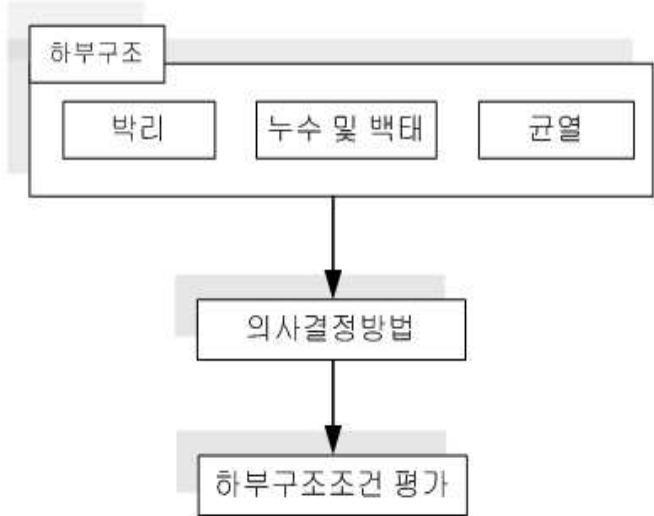 하부구조
박리
누수 및 백태
균열
의사결정방법
하부구조조건 평가